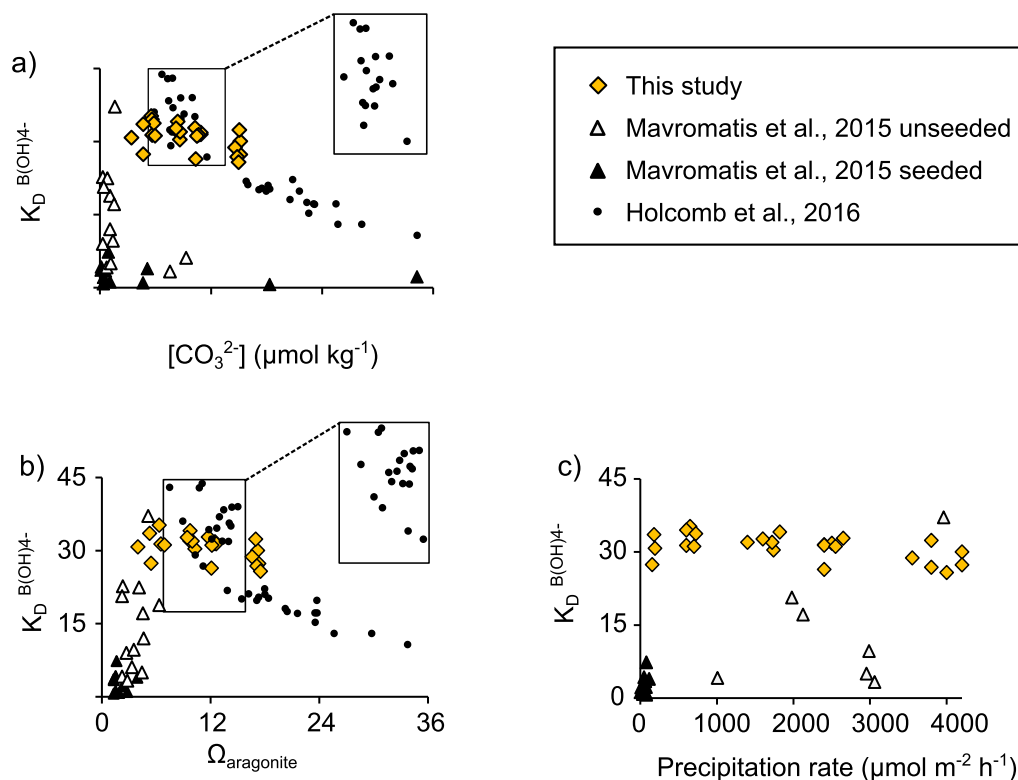 a)
K_D^B(OH)4-
[CO₃²⁻] (µmol kg⁻¹)
This study
Mavromatis et al., 2015 unseeded
Mavromatis et al., 2015 seeded
Holcomb et al., 2016
b)
45
30
15
K_D^B(OH)4-
0 12 24 36
Ωaragonite
c)
45
30
15
0
K_D^B(OH)4-
0 1000 2000 3000 4000
Precipitation rate (µmol m⁻² h⁻¹)